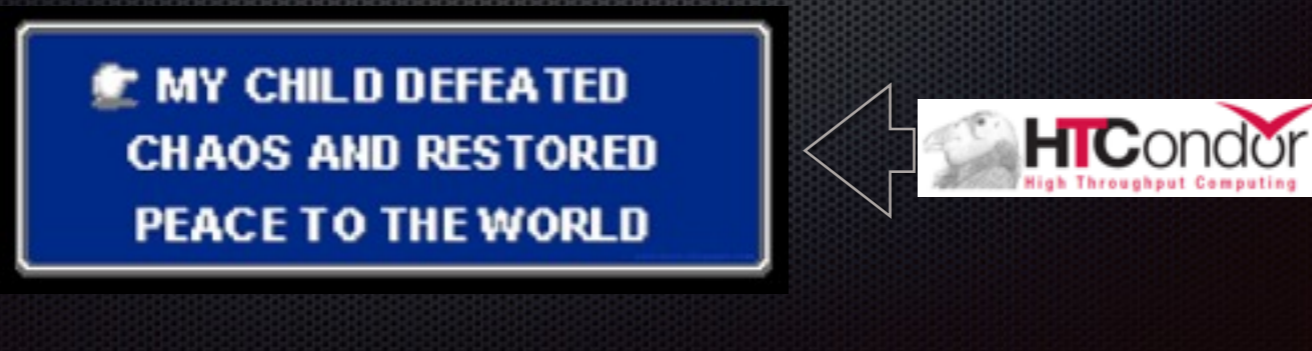 MY CHILD DEFEATED
CHAOS AND RESTORED
PEACE TO THE WORLD
HTCondor
High Throughput Computing